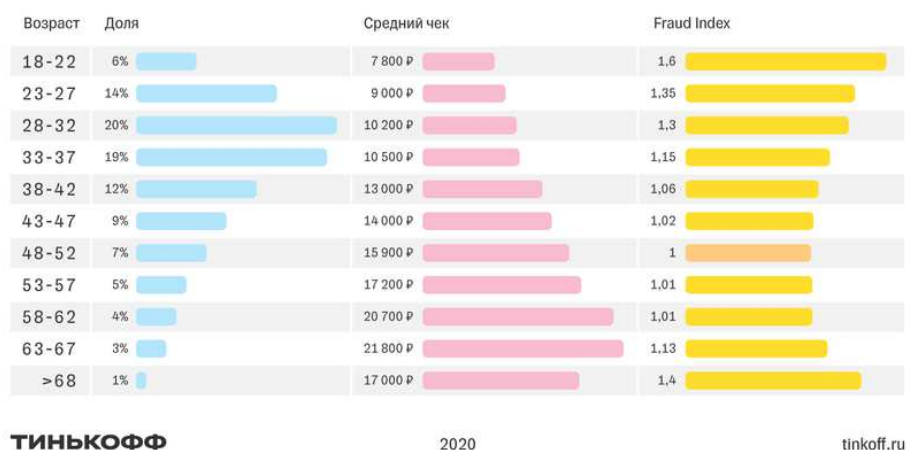 Возраст Доля Средний чек Fraud Index
18-22 6% 7 800 ₽ 1,6
23-27 14% 9 000 ₽ 1,35
28-32 20% 10 200 ₽ 1,3
33-37 19% 10 500 ₽ 1,15
38-42 12% 13 000 ₽ 1,06
43-47 9% 14 000 ₽ 1,02
48-52 7% 15 900 ₽ 1
53-57 5% 17 200 ₽ 1,01
58-62 4% 20 700 ₽ 1,01
63-67 3% 21 800 ₽ 1,13
>68 1% 17 000 ₽ 1,4
ТИНЬКОФФ 2020 tinkoff.ru